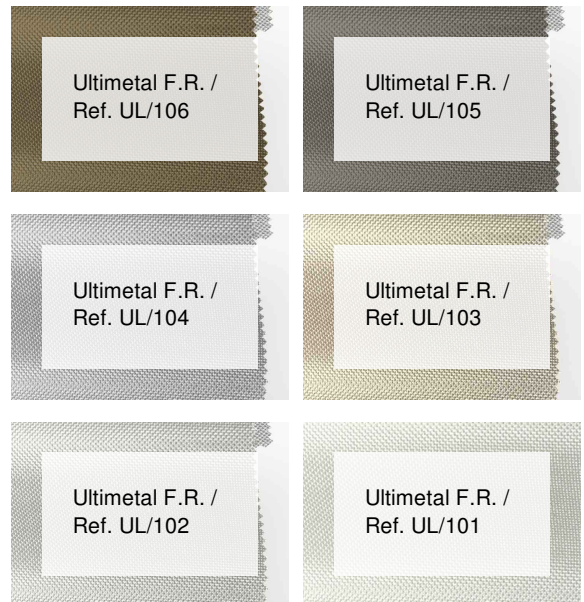 Ultimetal F.R. /
Ref. UL/106
Ultimetal F.R. /
Ref. UL/105
Ultimetal F.R. /
Ref. UL/104
Ultimetal F.R. /
Ref. UL/103
Ultimetal F.R. /
Ref. UL/102
Ultimetal F.R. /
Ref. UL/101